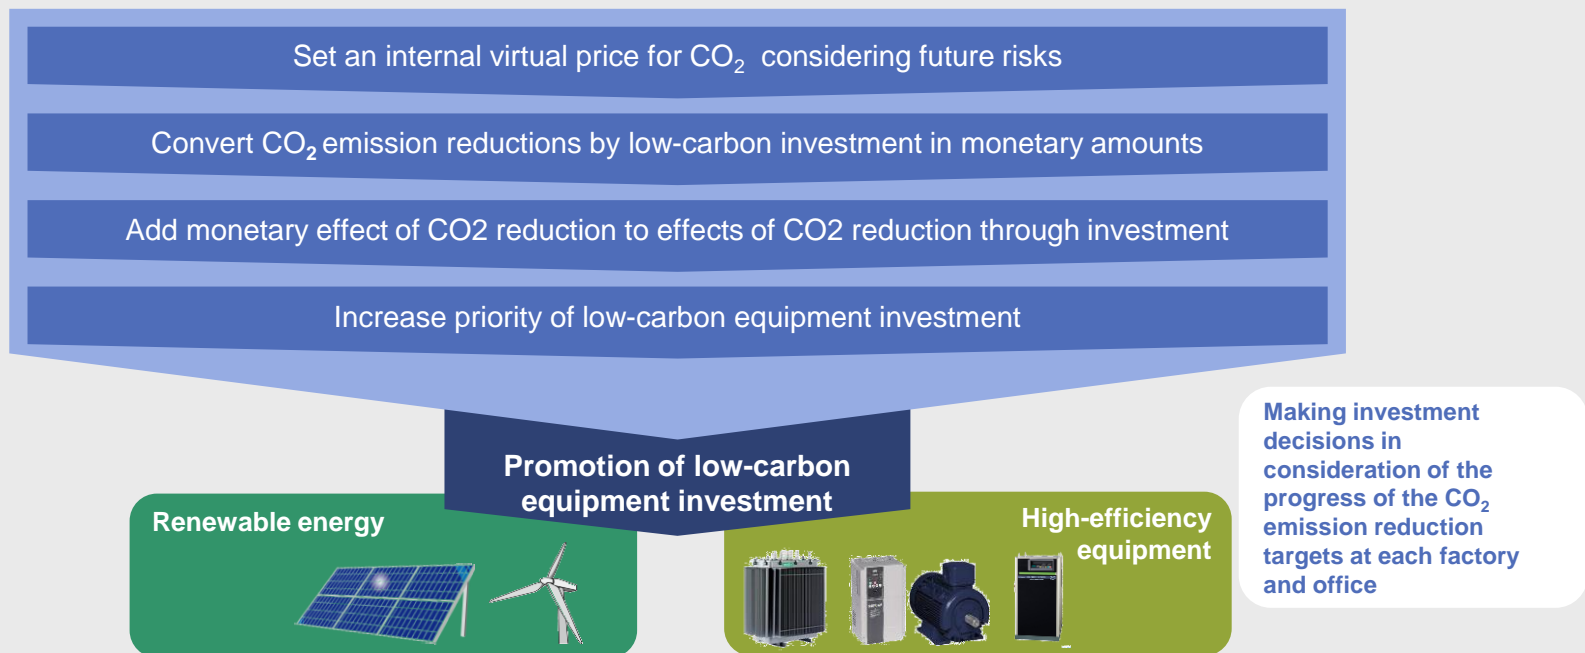 Set an internal virtual price for CO₂ considering future risks
Convert CO₂ emission reductions by low-carbon investment in monetary amounts
Add monetary effect of CO2 reduction to effects of CO2 reduction through investment
Increase priority of low-carbon equipment investment
Promotion of low-carbon
equipment investment
Renewable energy
High-efficiency
equipment
Making investment
decisions in
consideration of the
progress of the CO₂
emission reduction
targets at each factory
and office